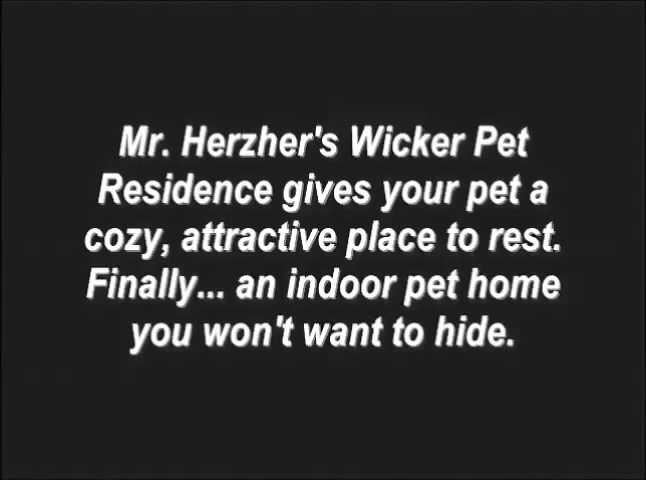 Mr. Herzher's Wicker Pet
Residence gives your pet a
cozy, attractive place to rest.
Finally... an indoor pet home
you won't want to hide.